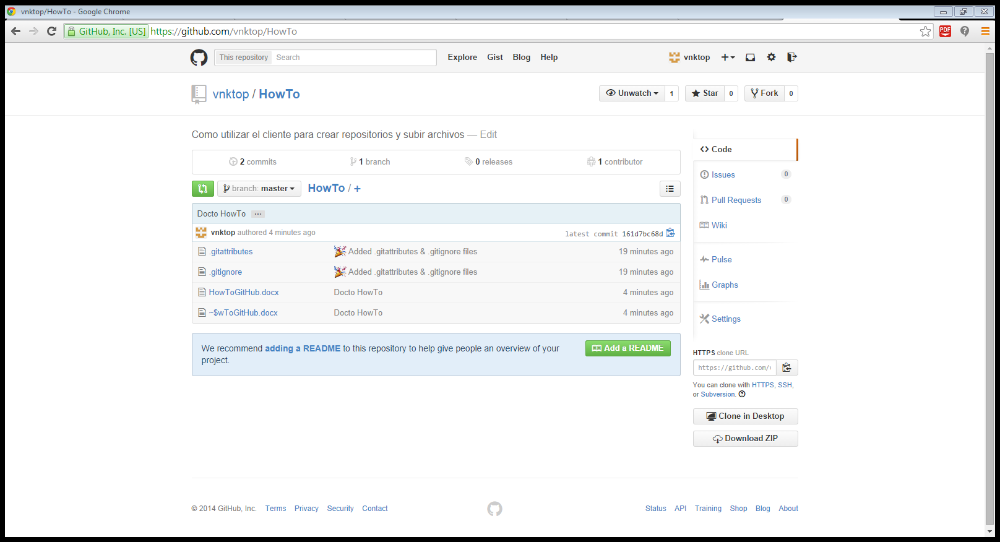 vnktop/HowTo - Google Chrome
GitHub, Inc. [US] https://github.com/vnktop/HowTo
PDF ?
This repository Search Explore Gist Blog Help vnktop
vnktop / HowTo Unwatch 1 Star 0 Fork 0
Como utilizar el cliente para crear repositorios y subir archivos — Edit
2 commits 1 branch 0 releases 1 contributor
branch: master HowTo / +
Docto HowTo ...
vnktop authored 4 minutes ago latest commit 161d7bc68d
.gitattributes Added .gitattributes & .gitignore files 19 minutes ago
.gitignore Added .gitattributes & .gitignore files 19 minutes ago
HowToGitHub.docx Docto HowTo 4 minutes ago
~$wToGitHub.docx Docto HowTo 4 minutes ago
We recommend adding a README to this repository to help give people an overview of your
project.
Add a README
Code
Issues 0
Pull Requests 0
Wiki
Pulse
Graphs
Settings
HTTPS clone URL
https://github.com/
You can clone with HTTPS, SSH,
or Subversion. ?
Clone in Desktop
Download ZIP
© 2014 GitHub, Inc. Terms Privacy Security Contact Status API Training Shop Blog About